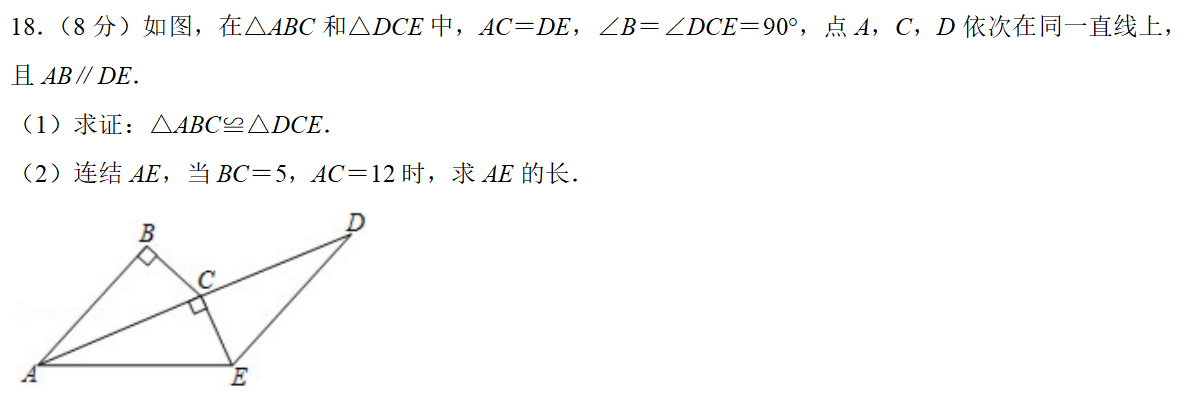 18.（8 分）如图，在△ABC 和△DCE 中，AC＝DE，∠B＝∠DCE＝90°，点 A，C，D 依次在同一直线上，
且 AB∥DE．
（1）求证：△ABC≌△DCE．
（2）连结 AE，当 BC＝5，AC＝12 时，求 AE 的长．
D
B
C
A
E